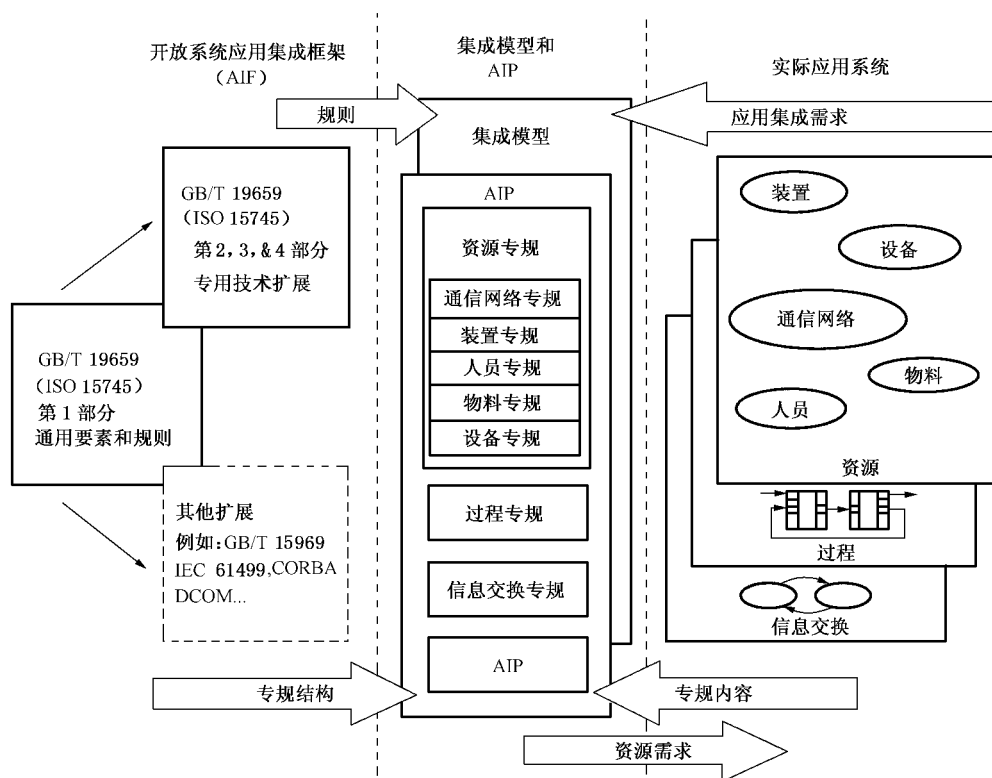 开放系统应用集成框架
（AIF）
集成模型和
AIP
实际应用系统
规则
应用集成需求
集成模型
GB/T 19659
（ISO 15745）
第2,3,&4部分
专用技术扩展
GB/T 19659
（ISO 15745）
第1部分
通用要素和规则
其他扩展
例如:GB/T 15969
IEC 61499,CORBA
DCOM...
AIP
资源专规
通信网络专规
装置专规
人员专规
物料专规
设备专规
过程专规
信息交换专规
AIP
装置
设备
通信网络
物料
人员
资源
过程
信息交换
专规结构
专规内容
资源需求